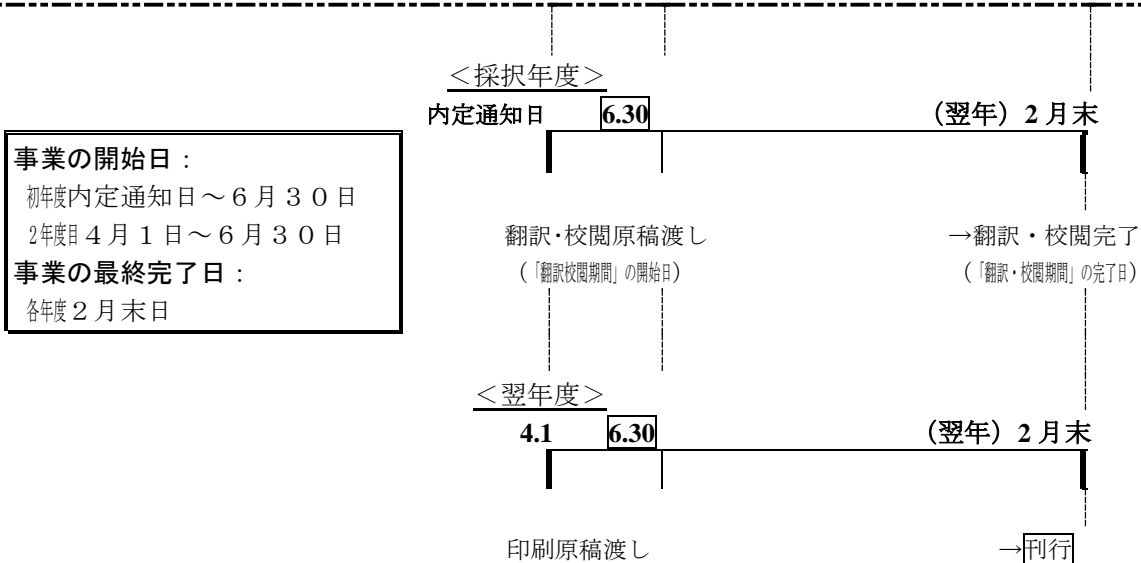 ＜採択年度＞
内定通知日 6.30 （翌年）2月末
事業の開始日：
初年度内定通知日～６月３０日
2年度目４月１日～６月３０日
事業の最終完了日：
各年度２月末日
翻訳・校閲原稿渡し →翻訳・校閲完了
（「翻訳校閲期間」の開始日） （「翻訳・校閲期間」の完了日）
＜翌年度＞
4.1 6.30 （翌年）2月末
印刷原稿渡し →刊行